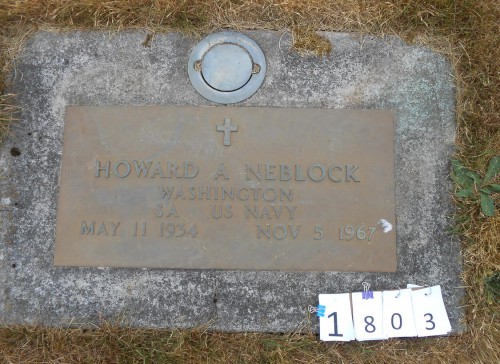 HOWARD A NEBLOCK
WASHINGTON
SA US NAVY
MAY 11 1934 NOV 5 1967
1803